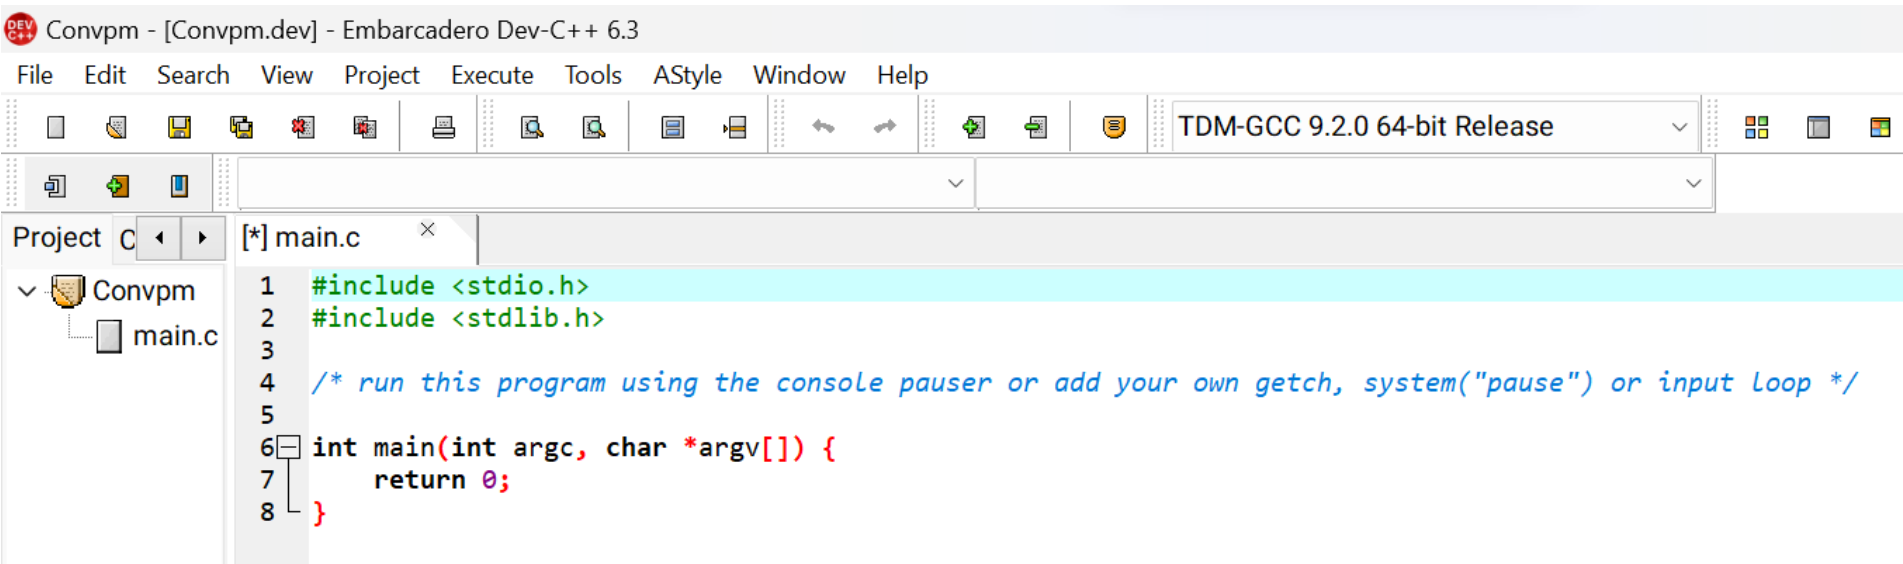 DEV C++ Convpm - [Convpm.dev] - Embarcadero Dev-C++ 6.3
File Edit Search View Project Execute Tools AStyle Window Help
TDM-GCC 9.2.0 64-bit Release
Project C [*] main.c
Convpm
main.c
1 #include <stdio.h>
2 #include <stdlib.h>
3
4 /* run this program using the console pauser or add your own getch, system("pause") or input loop */
5
6 int main(int argc, char *argv[]) {
7 return 0;
8 }